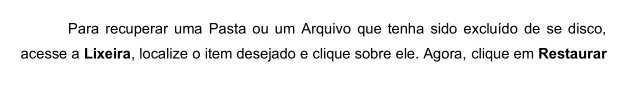 Para recuperar uma Pasta ou um Arquivo que tenha sido excluído de se disco,
acesse a Lixeira, localize o item desejado e clique sobre ele. Agora, clique em Restaurar